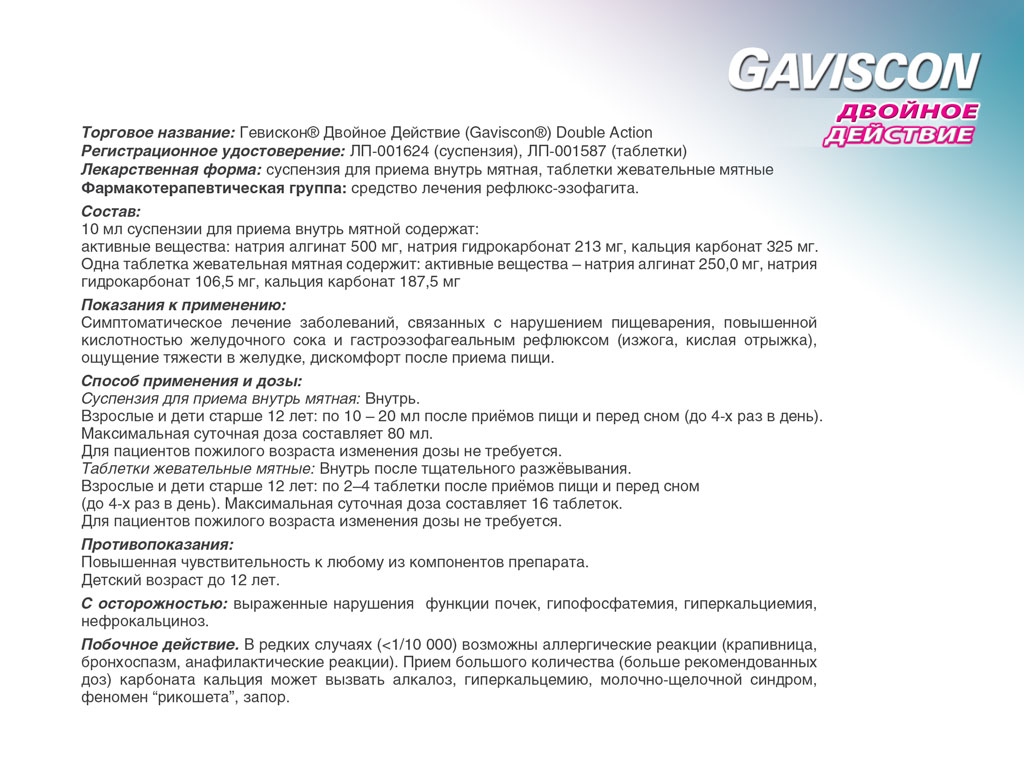 GAVISCON
ДВОЙНОЕ
ДЕЙСТВИЕ
Торговое название: Гевискон® Двойное Действие (Gaviscon®) Double Action
Регистрационное удостоверение: ЛП-001624 (суспензия), ЛП-001587 (таблетки)
Лекарственная форма: суспензия для приема внутрь мятная, таблетки жевательные мятные
Фармакотерапевтическая группа: средство лечения рефлюкс-эзофагита.
Состав:
10 мл суспензии для приема внутрь мятной содержат:
активные вещества: натрия алгинат 500 мг, натрия гидрокарбонат 213 мг, кальция карбонат 325 мг.
Одна таблетка жевательная мятная содержит: активные вещества – натрия алгинат 250,0 мг, натрия
гидрокарбонат 106,5 мг, кальция карбонат 187,5 мг
Показания к применению:
Симптоматическое лечение заболеваний, связанных с нарушением пищеварения, повышенной
кислотностью желудочного сока и гастроэзофагеальным рефлюксом (изжога, кислая отрыжка),
ощущение тяжести в желудке, дискомфорт после приема пищи.
Способ применения и дозы:
Суспензия для приема внутрь мятная: Внутрь.
Взрослые и дети старше 12 лет: по 10 – 20 мл после приёмов пищи и перед сном (до 4-х раз в день).
Максимальная суточная доза составляет 80 мл.
Для пациентов пожилого возраста изменения дозы не требуется.
Таблетки жевательные мятные: Внутрь после тщательного разжёвывания.
Взрослые и дети старше 12 лет: по 2–4 таблетки после приёмов пищи и перед сном
(до 4-х раз в день). Максимальная суточная доза составляет 16 таблеток.
Для пациентов пожилого возраста изменения дозы не требуется.
Противопоказания:
Повышенная чувствительность к любому из компонентов препарата.
Детский возраст до 12 лет.
С осторожностью: выраженные нарушения функции почек, гипофосфатемия, гиперкальциемия,
нефрокальциноз.
Побочное действие. В редких случаях (<1/10 000) возможны аллергические реакции (крапивница,
бронхоспазм, анафилактические реакции). Прием большого количества (больше рекомендованных
доз) карбоната кальция может вызвать алкалоз, гиперкальцемию, молочно-щелочной синдром,
феномен “рикошета”, запор.